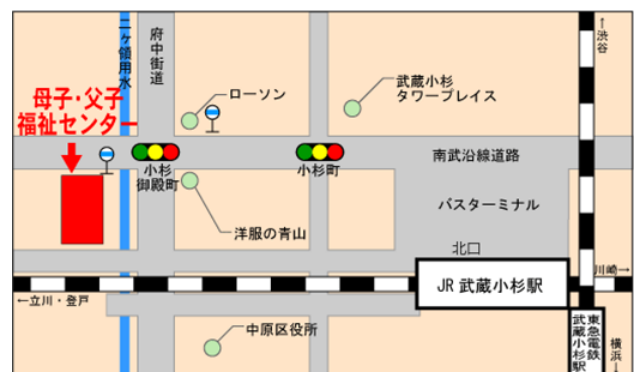 二ヶ領用水
府中街道
↑渋谷
母子・父子
福祉センター
ローソン
武蔵小杉
タワープレイス
小杉
御殿町
小杉町
南武沿線道路
バスターミナル
洋服の青山
北口
JR 武蔵小杉駅
川崎→
←立川・登戸
中原区役所
東急電鉄
武蔵小杉駅
横浜↓